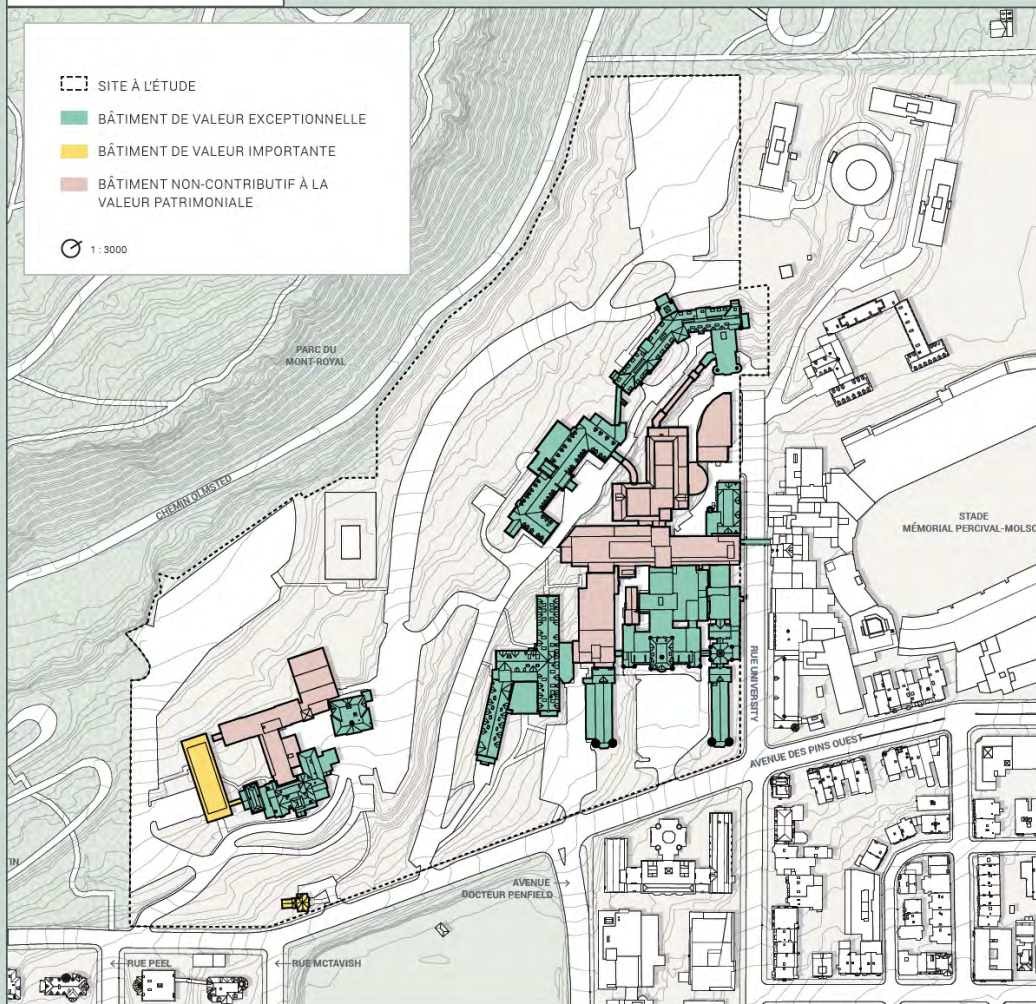 SITE À L'ÉTUDE
BÂTIMENT DE VALEUR EXCEPTIONNELLE
BÂTIMENT DE VALEUR IMPORTANTE
BÂTIMENT NON-CONTRIBUTIF À LA
VALEUR PATRIMONIALE
1 : 3000
PARC DU
MONT-ROYAL
CHEMIN OLMSTED
STADE
MÉMORIAL PERCIVAL-MOLSO
RUE UNIVERSITY
AVENUE DES PINS OUEST
AVENUE
DOCTEUR PENFIELD
TIN
RUE PEEL
RUE MCTAVISH